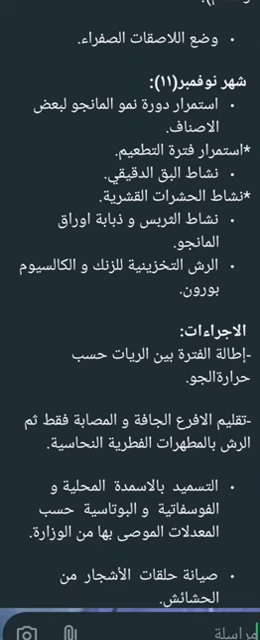 • وضع اللاصقات الصفراء.
شهر نوفمبر(١١):
• استمرار دورة نمو المانجو لبعض
الاصناف.
*استمرار فترة التطعيم.
• نشاط البق الدقيقي.
*نشاط الحشرات القشرية.
• نشاط الثربس و ذبابة اوراق
المانجو.
• الرش التخزينية للزنك و الكالسيوم
بورون.
الاجراءات:
-إطالة الفترة بين الريات حسب
حرارةالجو.
-تقليم الافرع الجافة و المصابة فقط ثم
الرش بالمطهرات الفطرية النحاسية.
• التسميد بالاسمدة المحلية و
الفوسفاتية و البوتاسية حسب
المعدلات الموصى بها من الوزارة.
• صيانة حلقات الأشجار من
الحشائش.
مراسلة